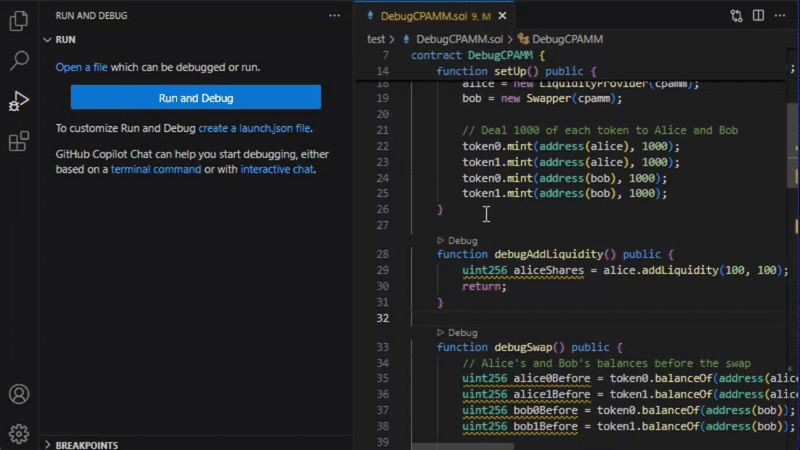 RUN AND DEBUG
RUN
Open a file which can be debugged or run.
Run and Debug
To customize Run and Debug create a launch.json file.
GitHub Copilot Chat can help you start debugging, either
based on a terminal command or with interactive chat.
BREAKPOINTS
DebugCPAMM.sol 9, M
test > DebugCPAMM.sol > DebugCPAMM
7 contract DebugCPAMM {
14 function setUp() public {
18 alice = new LiquidityProvider(cpamm);
19 bob = new Swapper(cpamm);
20
21 // Deal 1000 of each token to Alice and Bob
22 token0.mint(address(alice), 1000);
23 token1.mint(address(alice), 1000);
24 token0.mint(address(bob), 1000);
25 token1.mint(address(bob), 1000);
26 }
27
Debug
28 function debugAddLiquidity() public {
29 uint256 aliceShares = alice.addLiquidity(100, 100);
30 return;
31 }
32
Debug
33 function debugSwap() public {
34 // Alice's and Bob's balances before the swap
35 uint256 alice0Before = token0.balanceOf(address(alic
36 uint256 alice1Before = token1.balanceOf(address(alic
37 uint256 bob0Before = token0.balanceOf(address(bob));
38 uint256 bob1Before = token1.balanceOf(address(bob));
39